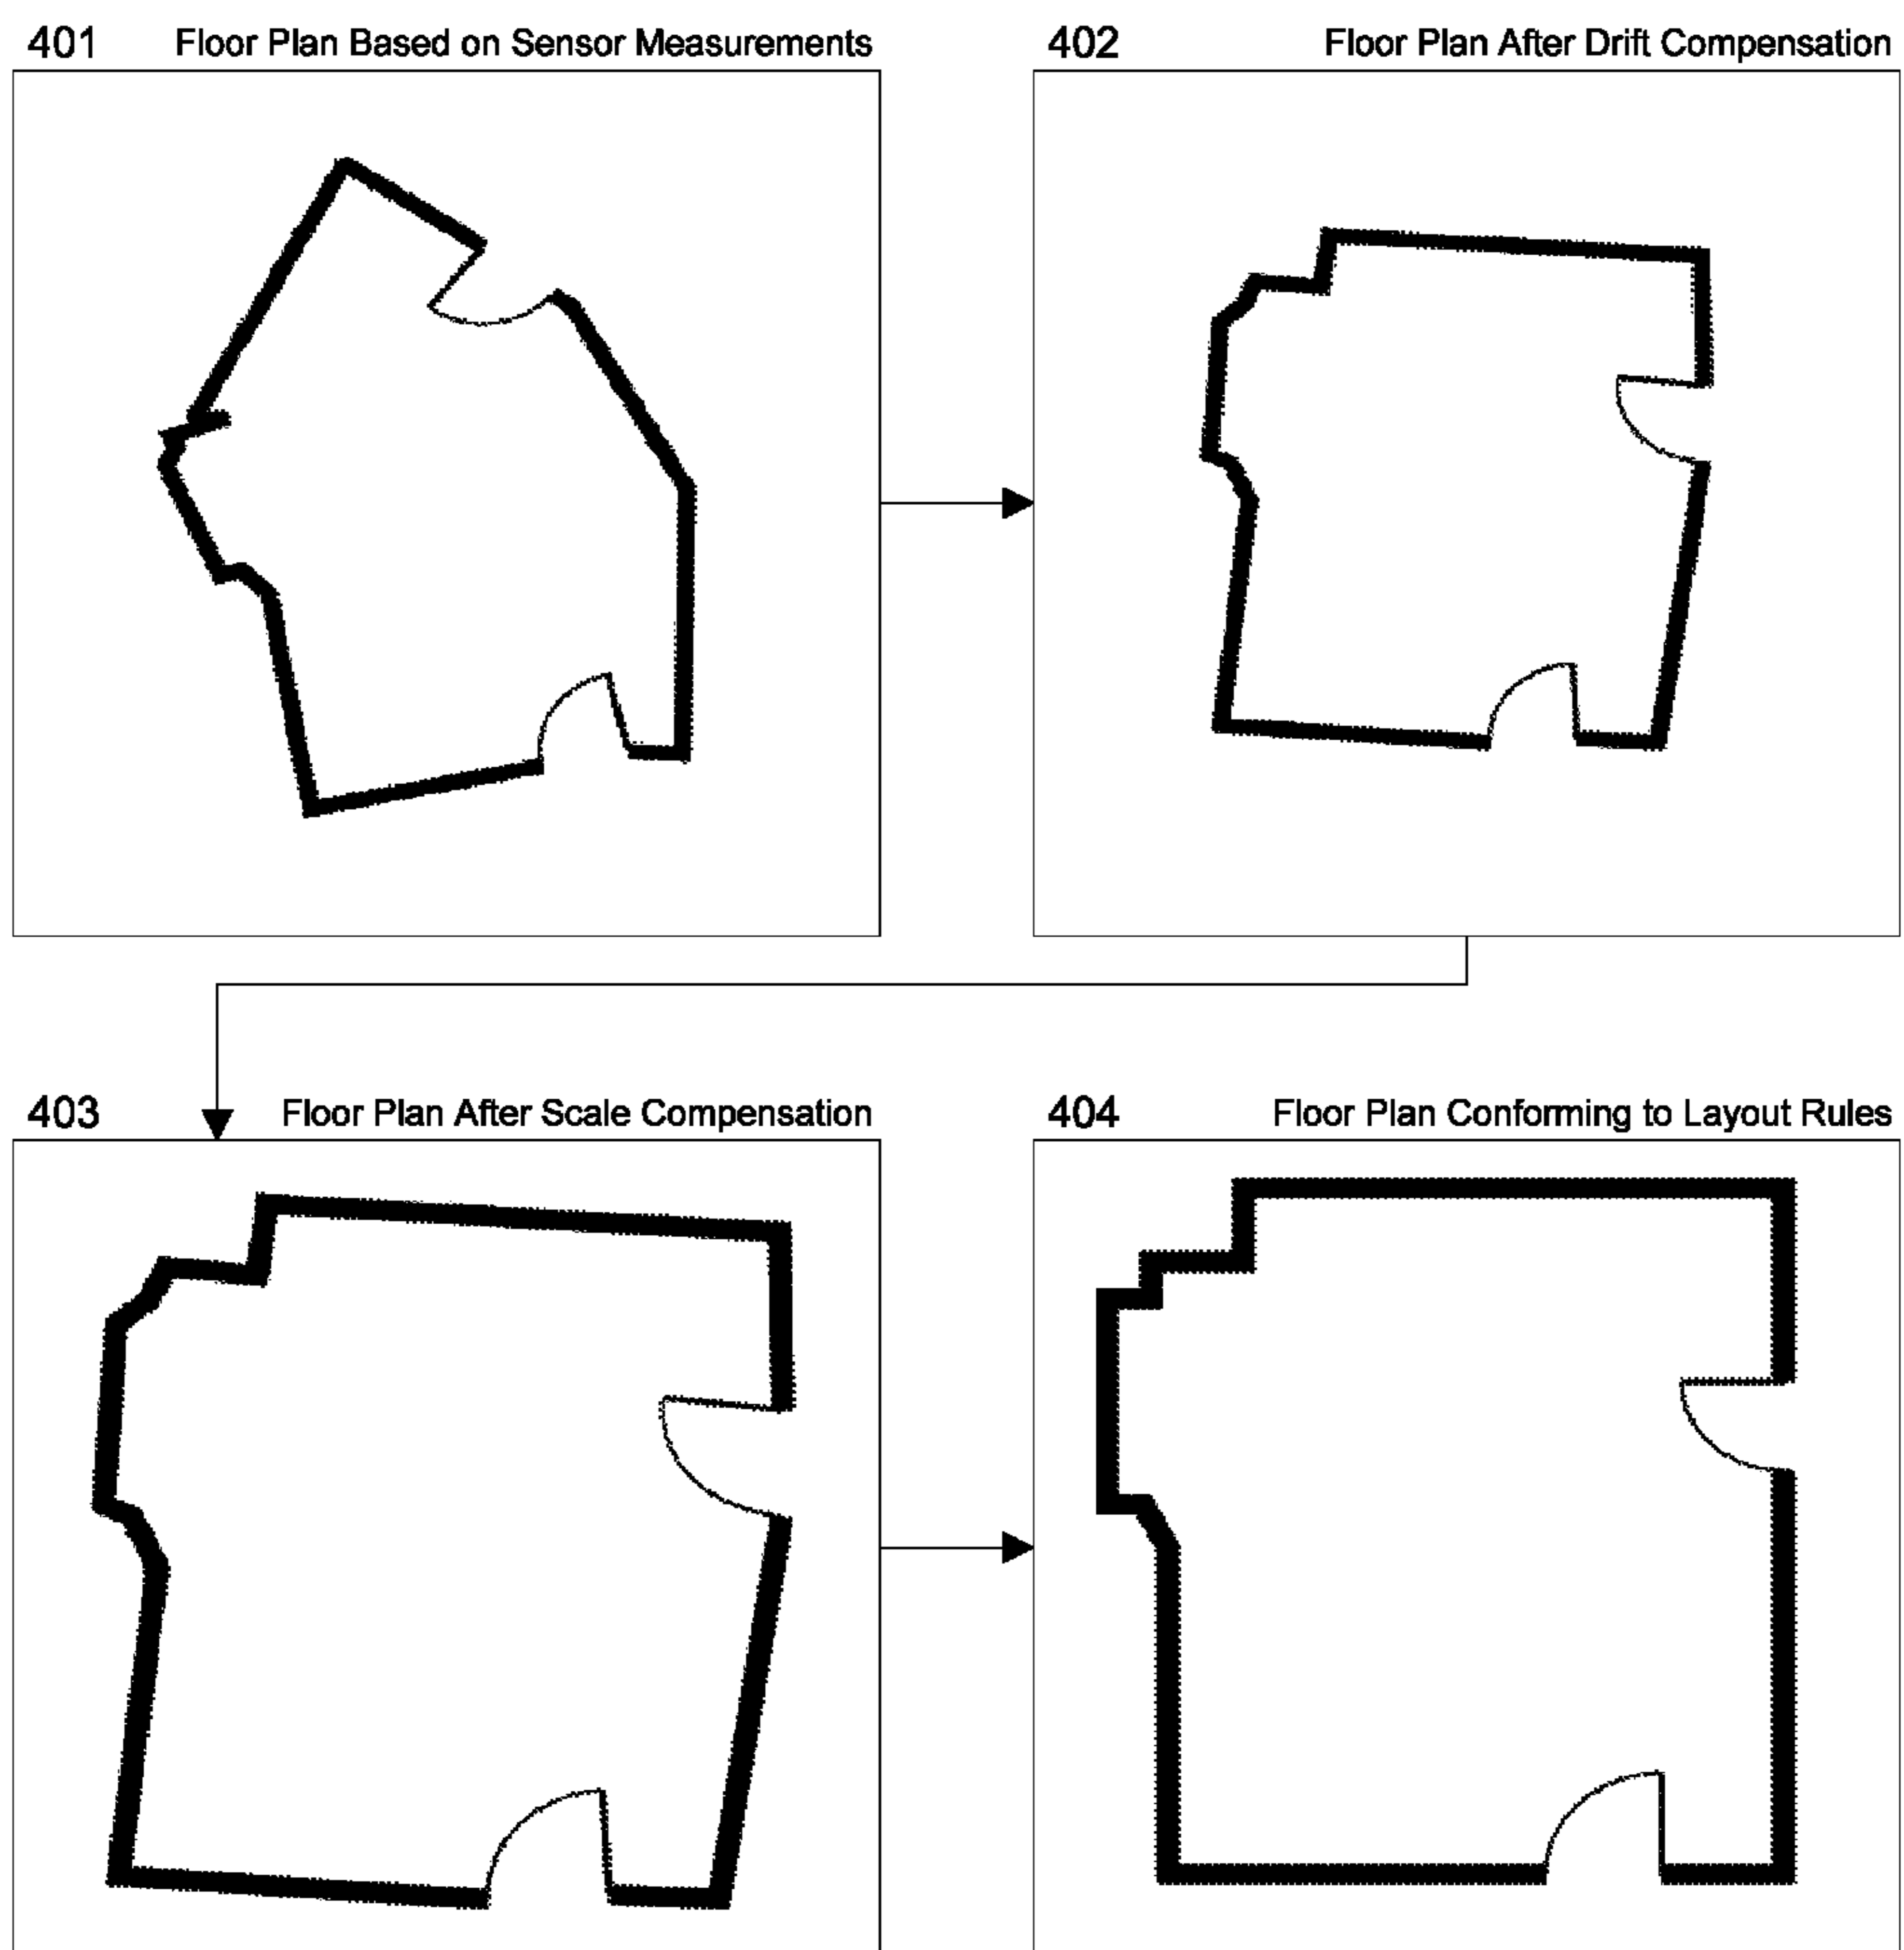 401 Floor Plan Based on Sensor Measurements
402 Floor Plan After Drift Compensation
403 Floor Plan After Scale Compensation
404 Floor Plan Conforming to Layout Rules